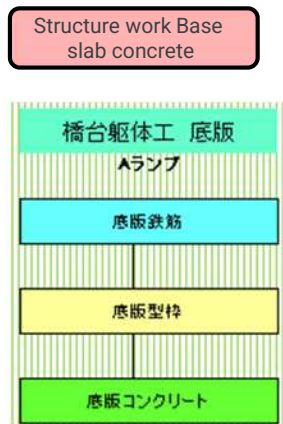 Structure work Base
slab concrete
橋台躯体工 底版
Aランプ
底版鉄筋
底版型枠
底版コンクリート